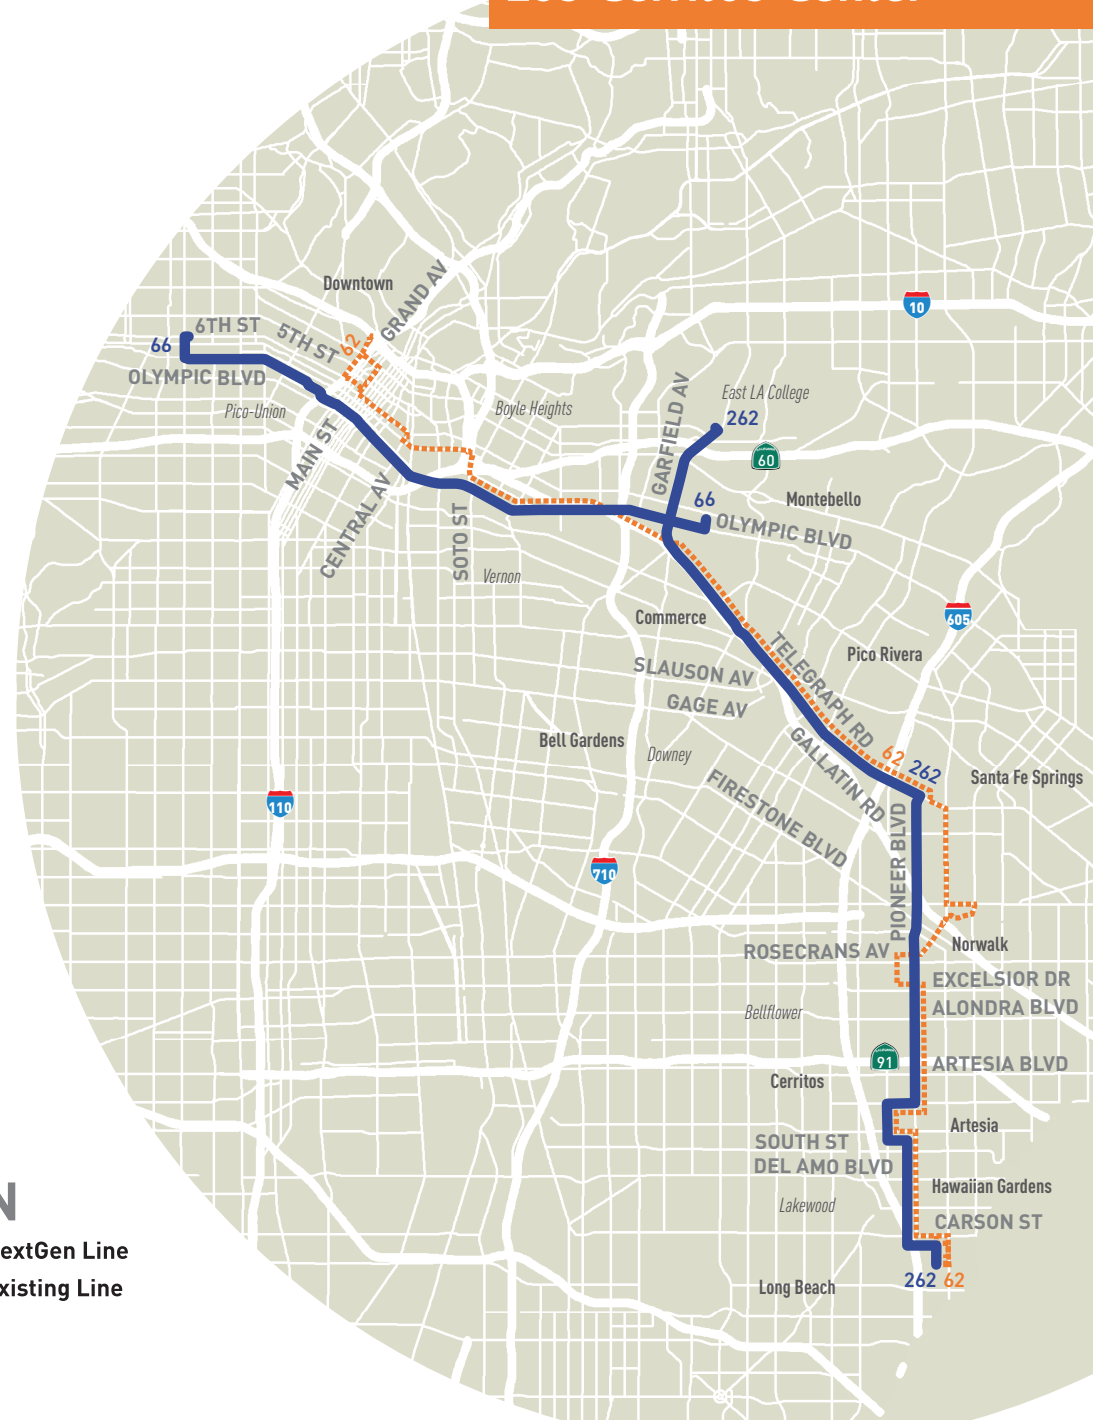 Downtown
GRAND AV
6TH ST
5TH ST
62
66
OLYMPIC BLVD
Pico-Union
Boyle Heights
MAIN ST
CENTRAL AV
SOTO ST
Vernon
GARFIELD AV
East LA College
262
10
60
66
Montebello
OLYMPIC BLVD
605
Commerce
Pico Rivera
SLAUSON AV
TELEGRAPH RD
GAGE AV
Bell Gardens
Downey
GALLATIN RD
62
262
Santa Fe Springs
FIRESTONE BLVD
110
710
PIONEER BLVD
ROSECRANS AV
Norwalk
EXCELSIOR DR
Bellflower
ALONDRA BLVD
91
ARTESIA BLVD
Cerritos
Artesia
SOUTH ST
DEL AMO BLVD
Hawaiian Gardens
Lakewood
CARSON ST
262
62
Long Beach
N
extGen Line
xisting Line